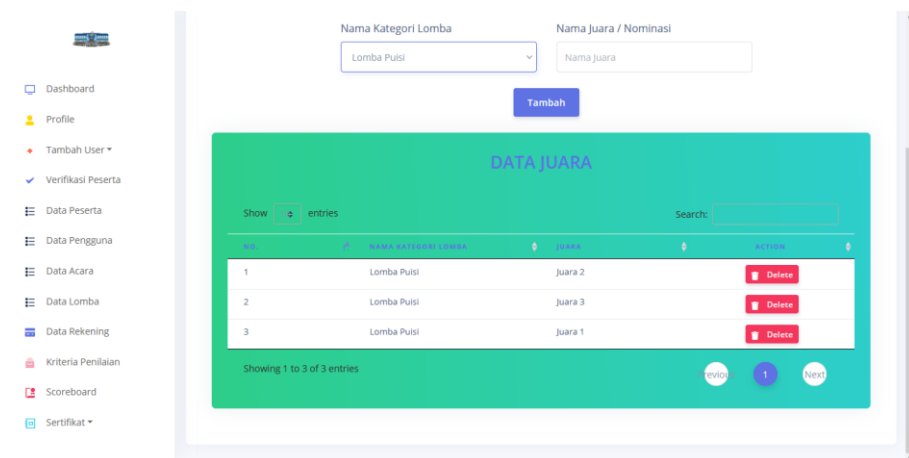 Nama Kategori Lomba
Nama Juara / Nominasi
Lomba Puisi
Nama Juara
Tambah
Dashboard
Profile
Tambah User
Verifikasi Peserta
Data Peserta
Data Pengguna
Data Acara
Data Lomba
Data Rekening
Kriteria Penilaian
Scoreboard
Sertifikat
DATA JUARA
Show entries
Search:
NO. NAMA KATEGORI LOMBA JUARA ACTION
1 Lomba Puisi Juara 2 Delete
2 Lomba Puisi Juara 3 Delete
3 Lomba Puisi Juara 1 Delete
Showing 1 to 3 of 3 entries
Previous 1 Next